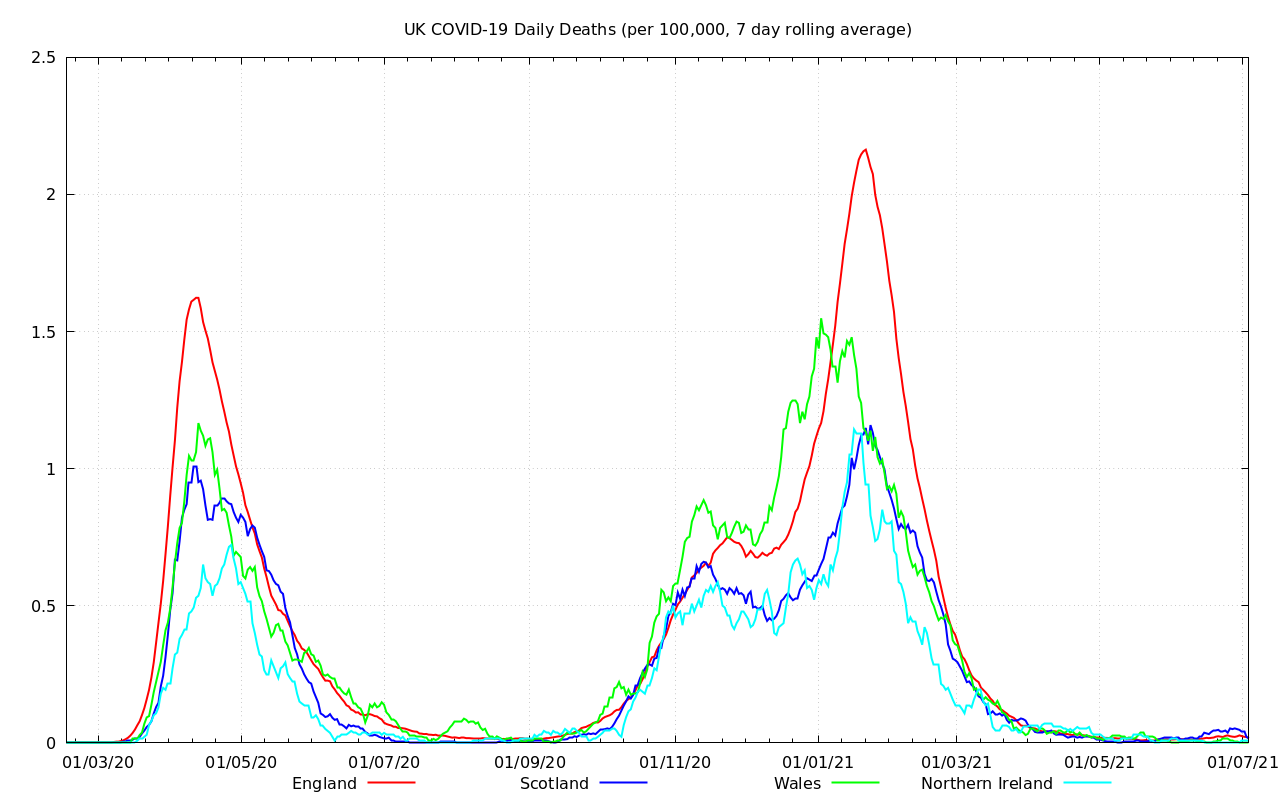 UK COVID-19 Daily Deaths (per 100,000, 7 day rolling average)
2.5
2
1.5
1
0.5
0
01/03/20 01/05/20 01/07/20 01/09/20 01/11/20 01/01/21 01/03/21 01/05/21 01/07/21
England Scotland Wales Northern Ireland